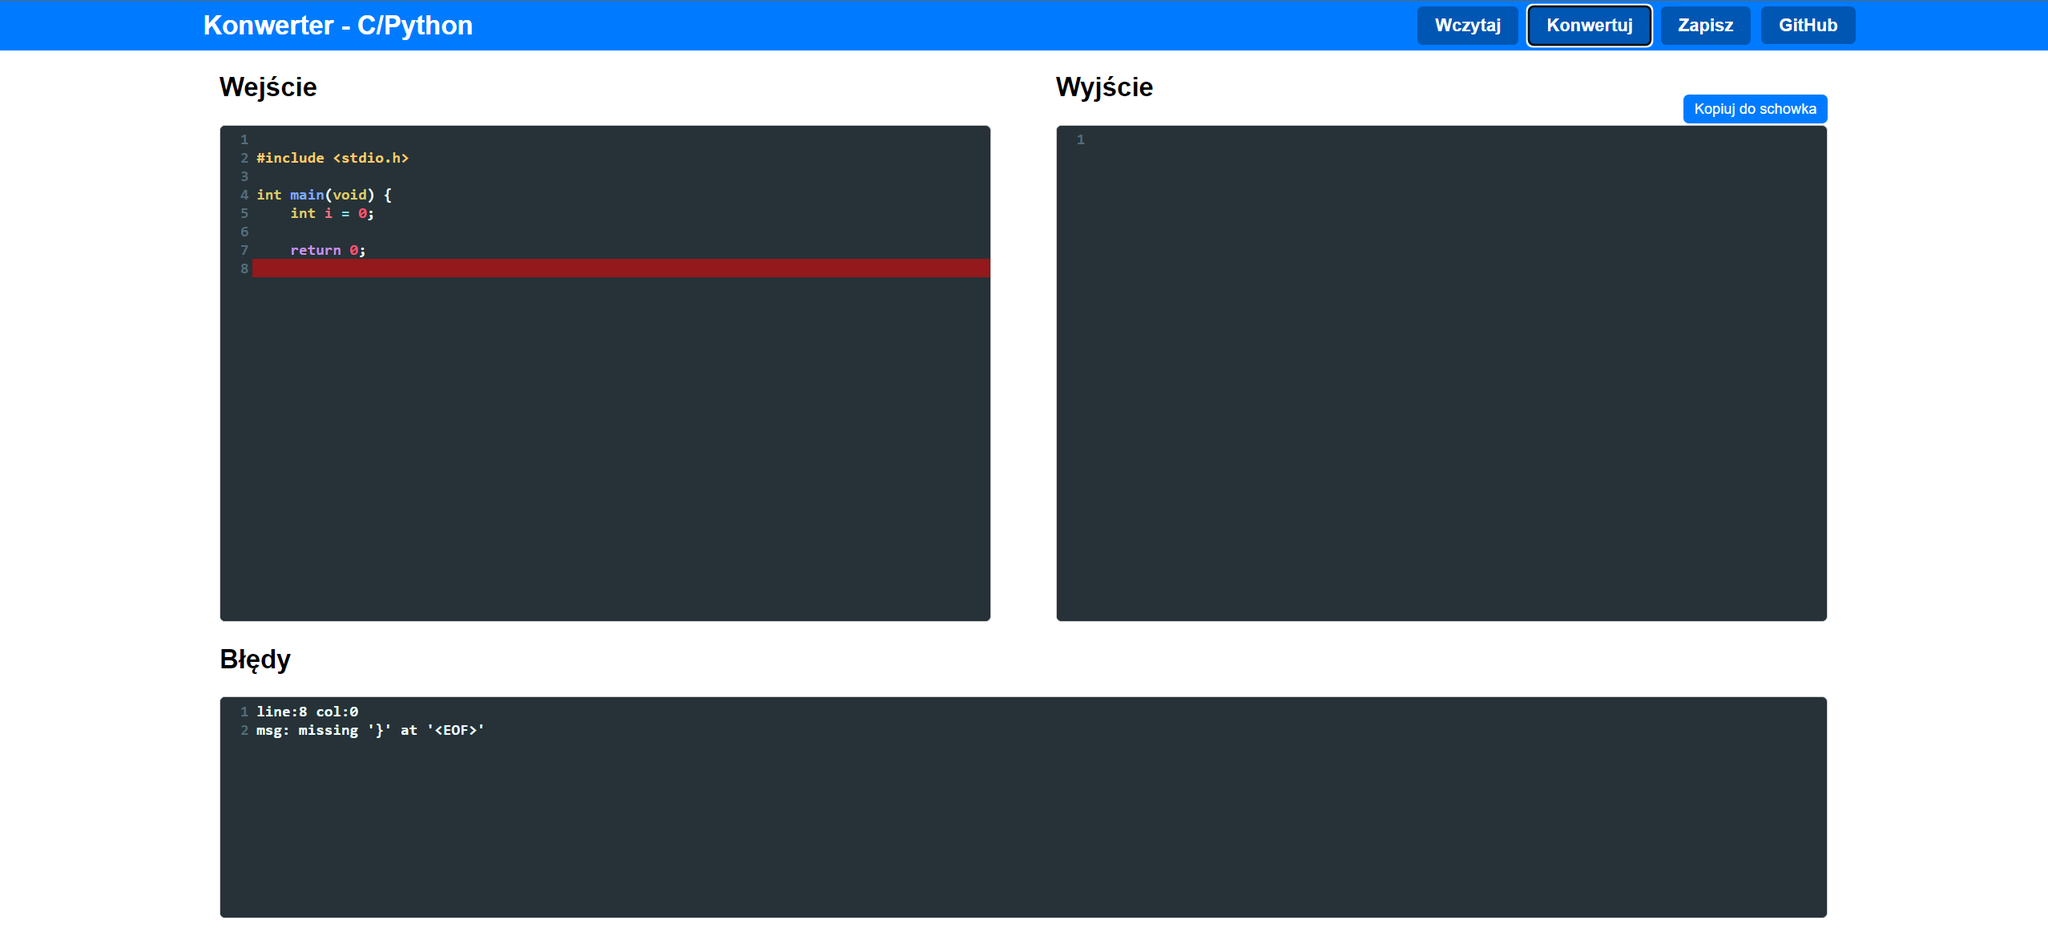 Konwerter - C/Python
Wczytaj
Konwertuj
Zapisz
GitHub
Wejście
1
2 #include <stdio.h>
3
4 int main(void) {
5     int i = 0;
6
7     return 0;
8
Wyjście
Kopiuj do schowka
1
Błędy
1 line:8 col:0
2 msg: missing '}' at '<EOF>'